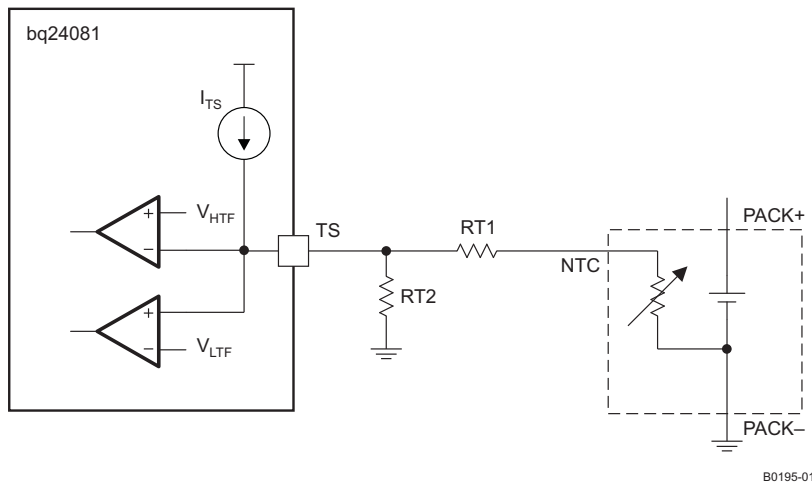 bq24081
I_TS
V_HTF
TS
+
−
RT1
PACK+
NTC
RT2
+
−
V_LTF
PACK–
B0195-01